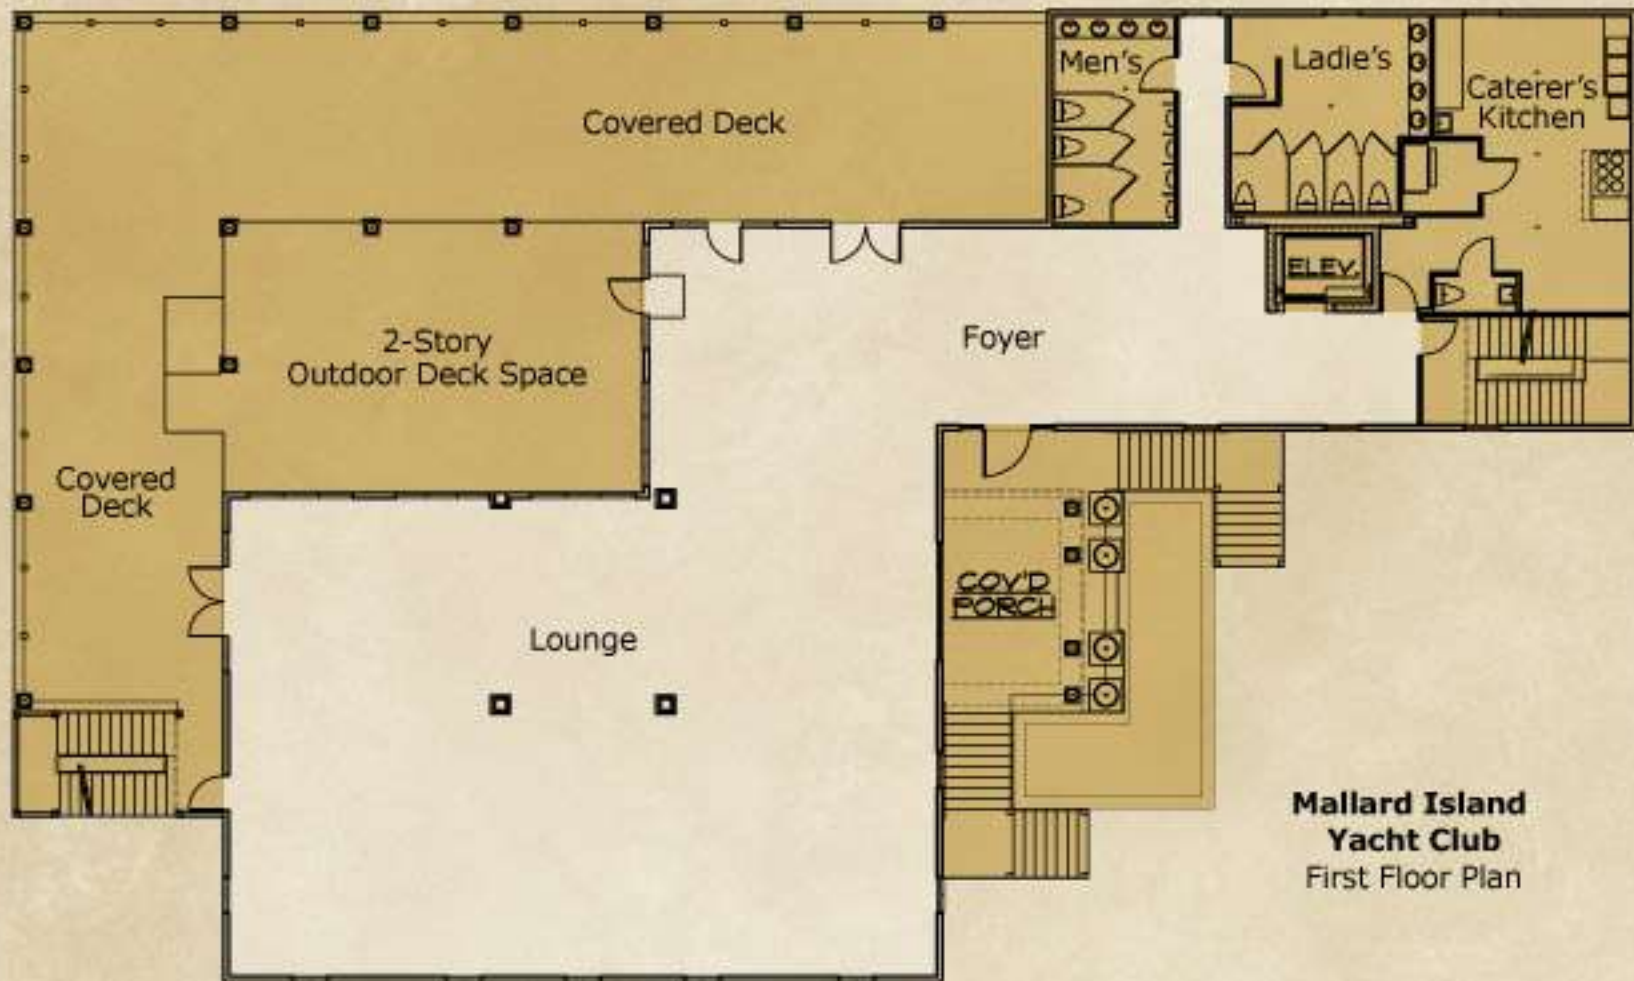 Men's
Ladie's
Caterer's
Kitchen
Covered Deck
ELEV.
2-Story
Outdoor Deck Space
Foyer
Covered
Deck
COV'D
PORCH
Lounge
Mallard Island
Yacht Club
First Floor Plan